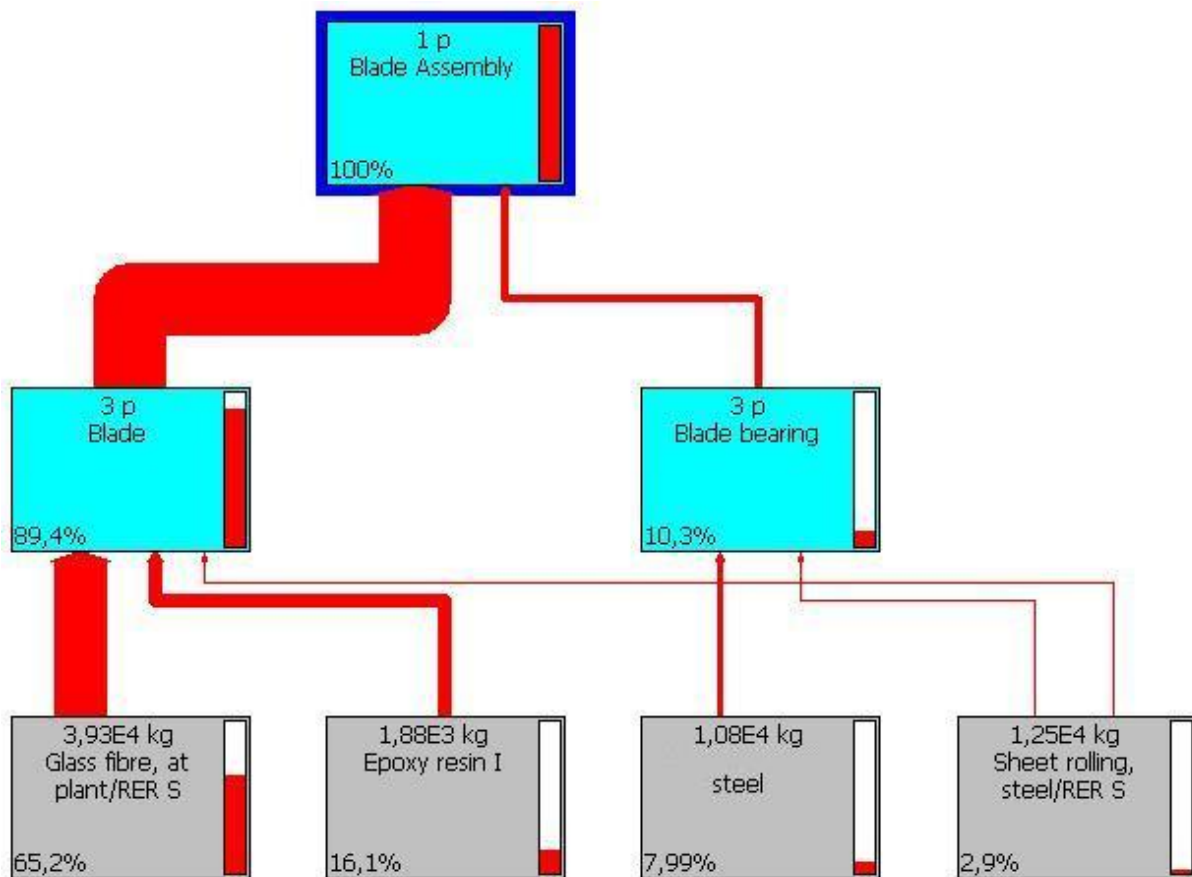 1 p
Blade Assembly
100%
3 p
Blade
89,4%
3 p
Blade bearing
10,3%
3,93E4 kg
Glass fibre, at
plant/RER S
65,2%
1,88E3 kg
Epoxy resin I
16,1%
1,08E4 kg
steel
7,99%
1,25E4 kg
Sheet rolling,
steel/RER S
2,9%